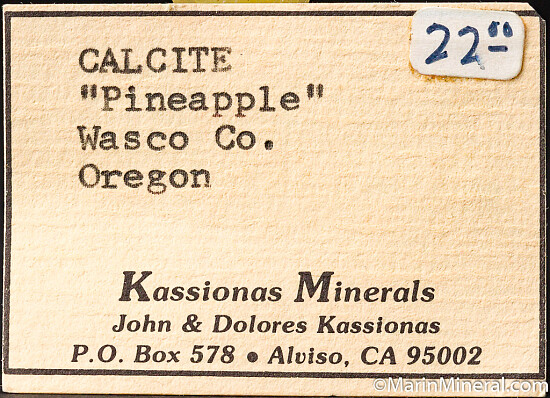 22⁰⁰
CALCITE
"Pineapple"
Wasco Co.
Oregon
Kassionas Minerals
John & Dolores Kassionas
P.O. Box 578 • Alviso, CA 95002
©MarinMineral.com